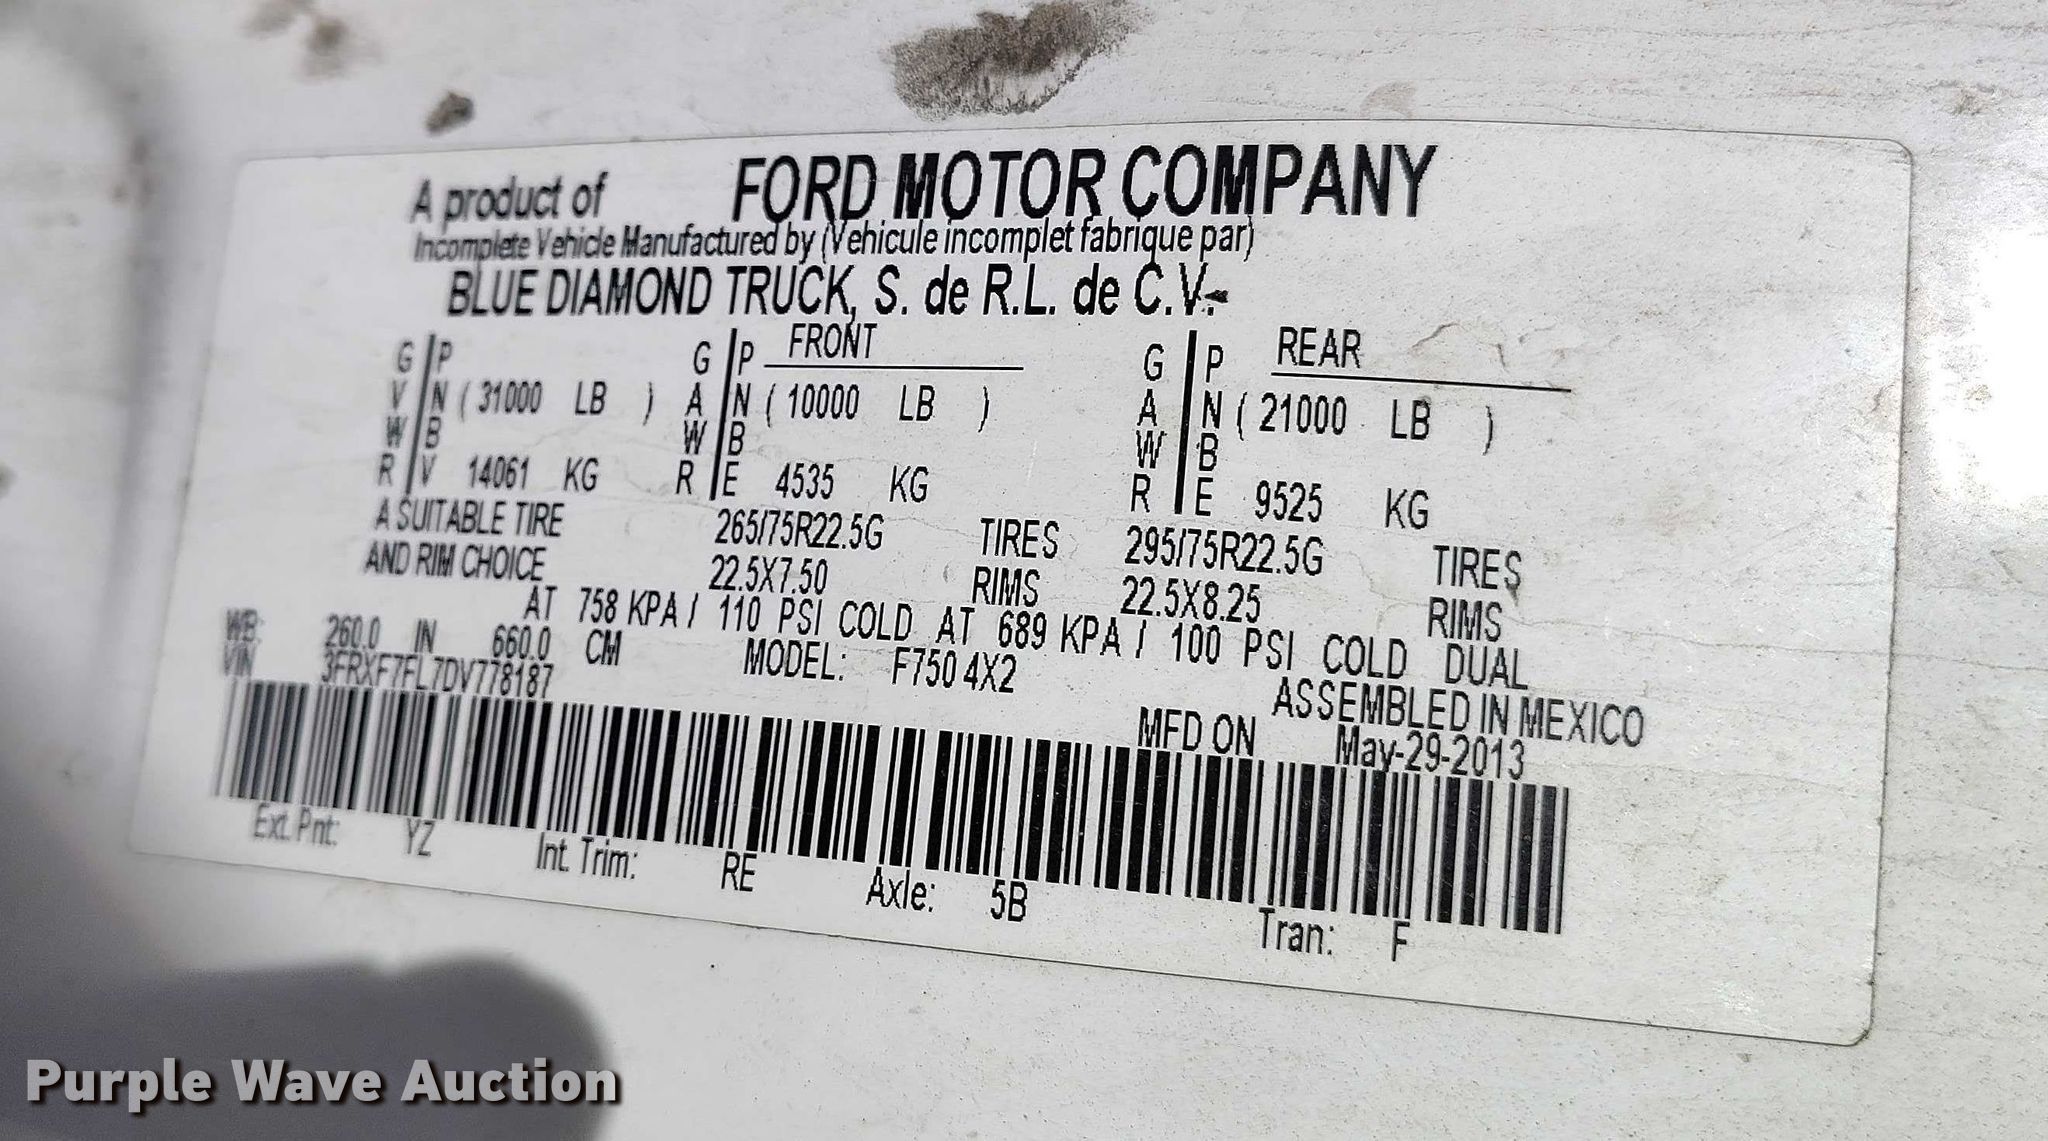 A product of FORD MOTOR COMPANY
Incomplete Vehicle Manufactured by (Vehicule incomplet fabrique par)
BLUE DIAMOND TRUCK, S. de R.L. de C.V.
G P G P FRONT G P REAR
V N ( 31000 LB ) A N ( 10000 LB ) A N ( 21000 LB )
W B W B W B
R V 14061 KG R E 4535 KG R E 9525 KG
A SUITABLE TIRE 265/75R22.5G TIRES 295/75R22.5G TIRES
AND RIM CHOICE 22.5X7.50 RIMS 22.5X8.25 RIMS
AT 758 KPA / 110 PSI COLD AT 689 KPA / 100 PSI COLD DUAL
WB: 260.0 IN 660.0 CM MODEL: F750 4X2 ASSEMBLED IN MEXICO
VIN 3FRXF7FL7DV778187 MFD ON May-29-2013
Ext. Pnt: YZ Int. Trim: RE Axle: 5B Tran: F
Purple Wave Auction